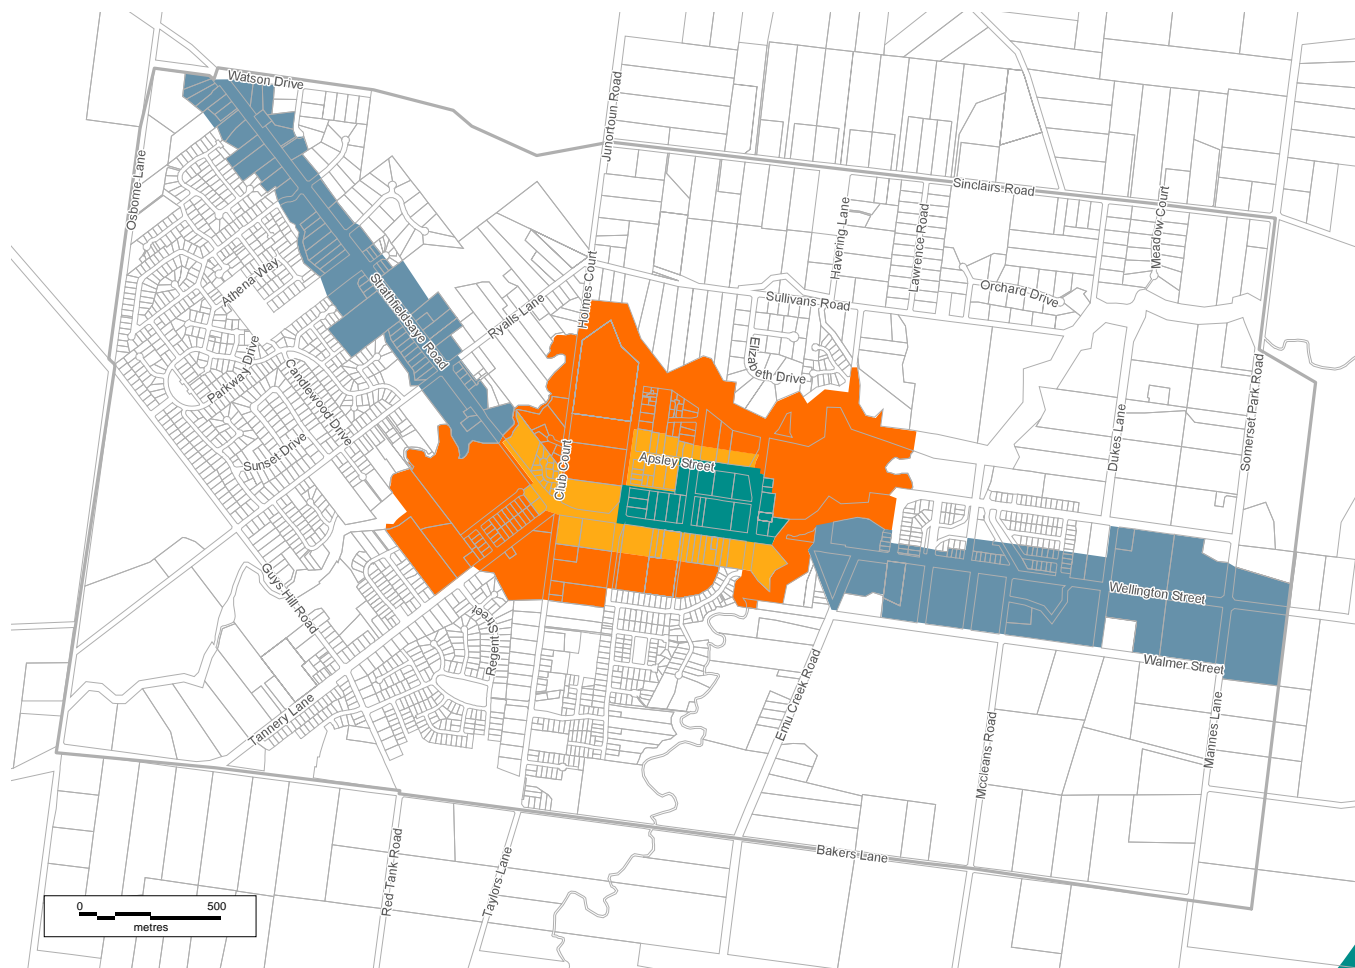 Watson Drive
Junortoun Road
Osborne Lane
Sinclairs Road
Meadow Court
Havering Lane
Lawrence Road
Athena Way
Strathfieldsaye Road
Holmes Court
Ryalls Lane
Sullivans Road
Orchard Drive
Parkway Drive
Candlewood Drive
Elizabeth Drive
Somerset Park Road
Dukes Lane
Sunset Drive
Club Court
Apsley Street
Guys Hill Road
Regent Street
Wellington Street
Walmer Street
Emu Creek Road
Tannery Lane
Mccleans Road
Mannes Lane
Red Tank Road
Taylors Lane
Bakers Lane
0 500
metres